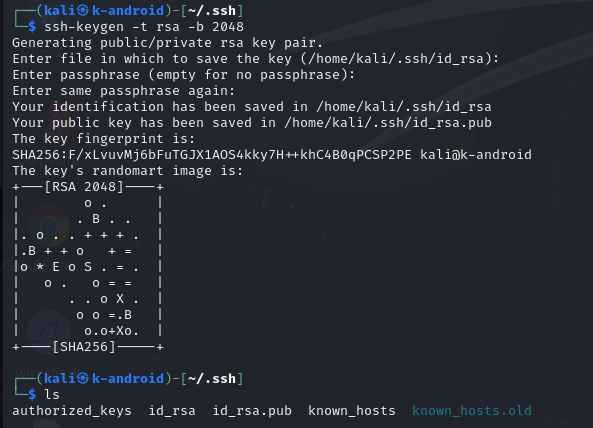 ┌──(kali㉿k-android)-[~/.ssh]
└─$ ssh-keygen -t rsa -b 2048
Generating public/private rsa key pair.
Enter file in which to save the key (/home/kali/.ssh/id_rsa):
Enter passphrase (empty for no passphrase):
Enter same passphrase again:
Your identification has been saved in /home/kali/.ssh/id_rsa
Your public key has been saved in /home/kali/.ssh/id_rsa.pub
The key fingerprint is:
SHA256:F/xLvuvMj6bFuTGJX1AOS4kky7H++khC4B0qPCSP2PE kali@k-android
The key's randomart image is:
+---[RSA 2048]----+
|        o .      |
|       . B . .   |
|. o . . + + + .  |
|.B + + o   + =   |
|o * E o S . = .  |
|   o .   o = =   |
|      . . o X .  |
|       o o =.B   |
|        o.o+Xo.  |
+----[SHA256]-----+
┌──(kali㉿k-android)-[~/.ssh]
└─$ ls
authorized_keys  id_rsa  id_rsa.pub  known_hosts  known_hosts.old